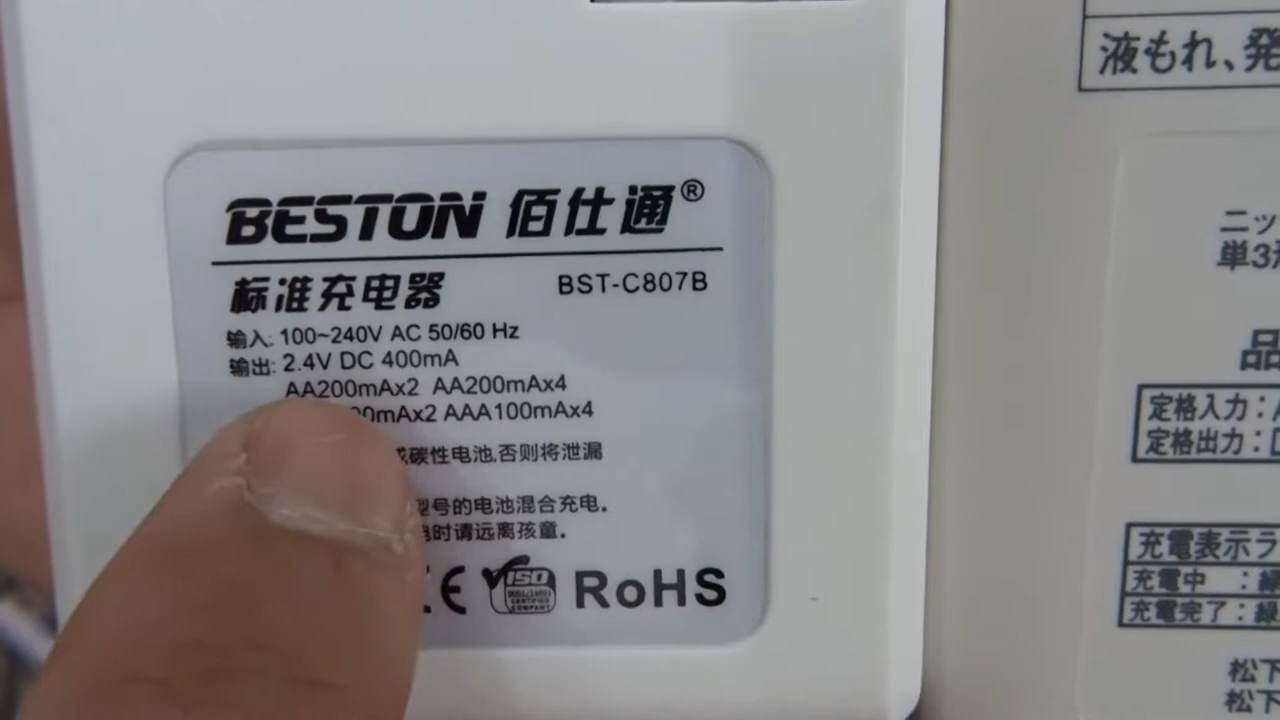 BESTON 佰仕通®
标准充电器 BST-C807B
输入: 100~240V AC 50/60 Hz
输出: 2.4V DC 400mA
AA200mAx2 AA200mAx4
0mAx2 AAA100mAx4
碳性电池,否则将泄漏
型号的电池混合充电。
电时请远离孩童。
CE ISO RoHS
液もれ、発
ニッ
単3形
品
定格入力:
定格出力:
充電表示ラ
充電中 :緑
充電完了:緑
松下
松下